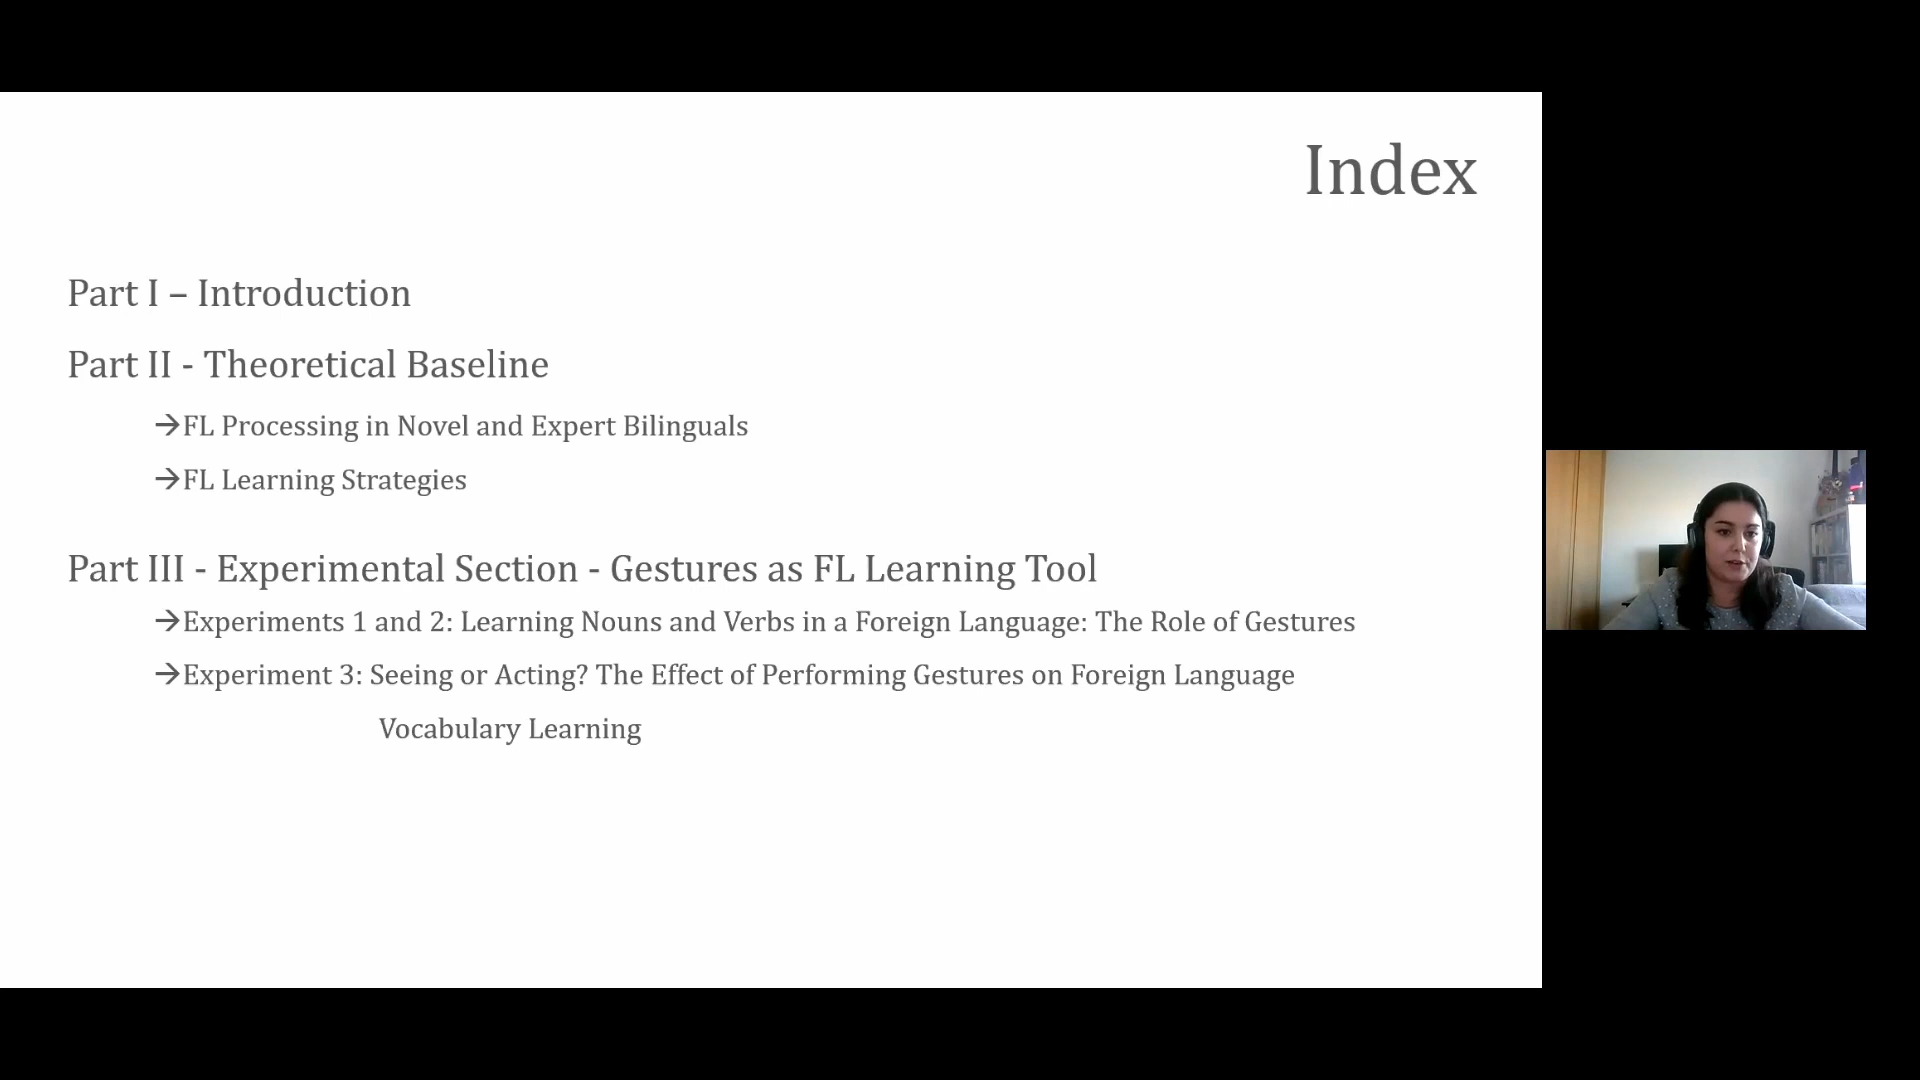 Index
Part I – Introduction
Part II - Theoretical Baseline
→FL Processing in Novel and Expert Bilinguals
→FL Learning Strategies
Part III - Experimental Section - Gestures as FL Learning Tool
→Experiments 1 and 2: Learning Nouns and Verbs in a Foreign Language: The Role of Gestures
→Experiment 3: Seeing or Acting? The Effect of Performing Gestures on Foreign Language
Vocabulary Learning